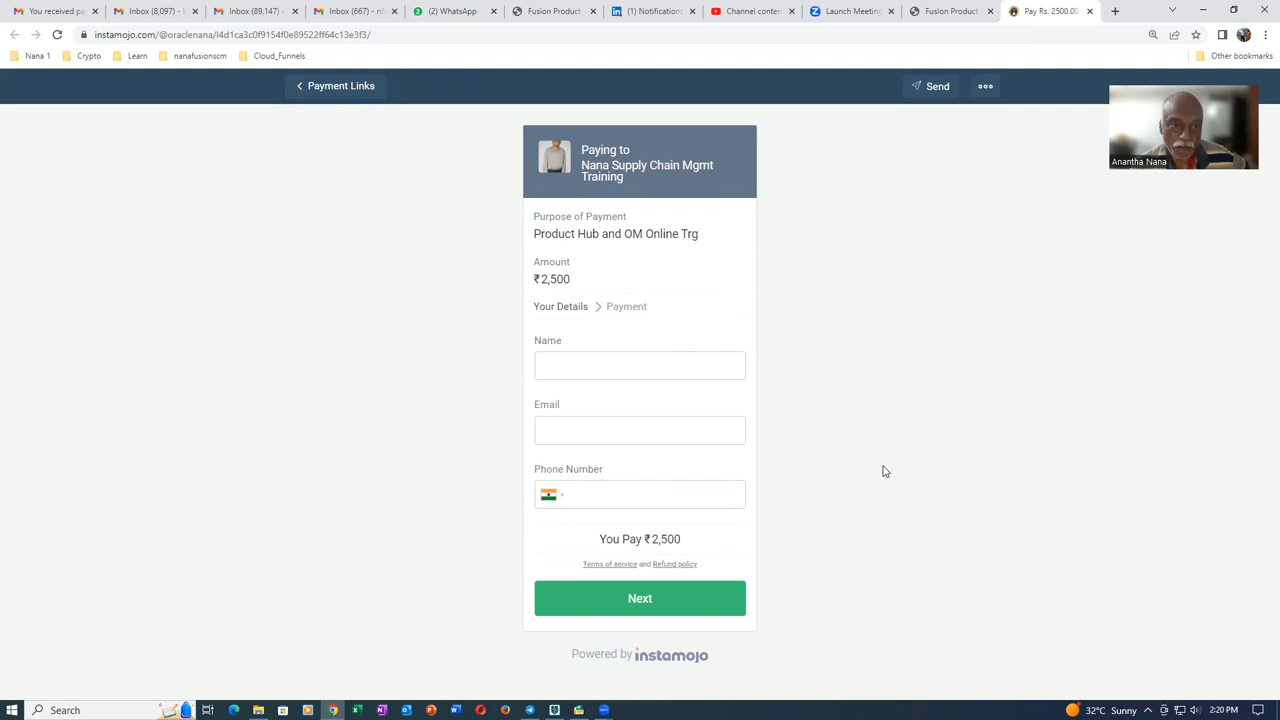 You received pa
Inbox (8,097) - i
Inbox (89,147) -
Inbox (667) - nf
(2) WhatsApp
Fusion Product
(1) Notifications
Channel conten
Launch Meeting
Fusion Product
Pay Rs. 2500.00
instamojo.com/@oraclenana/l4d1ca3c0f9154f0e89522ff64c13e3f3/
Nana 1
Crypto
Learn
nanafusionscm
Cloud_Funnels
Other bookmarks
Payment Links
Send
Paying to
Nana Supply Chain Mgmt
Training
Anantha Nana
Purpose of Payment
Product Hub and OM Online Trg
Amount
₹2,500
Your Details > Payment
Name
Email
Phone Number
You Pay ₹2,500
Terms of service and Refund policy
Next
Powered by instamojo
Search
32°C Sunny
2:20 PM